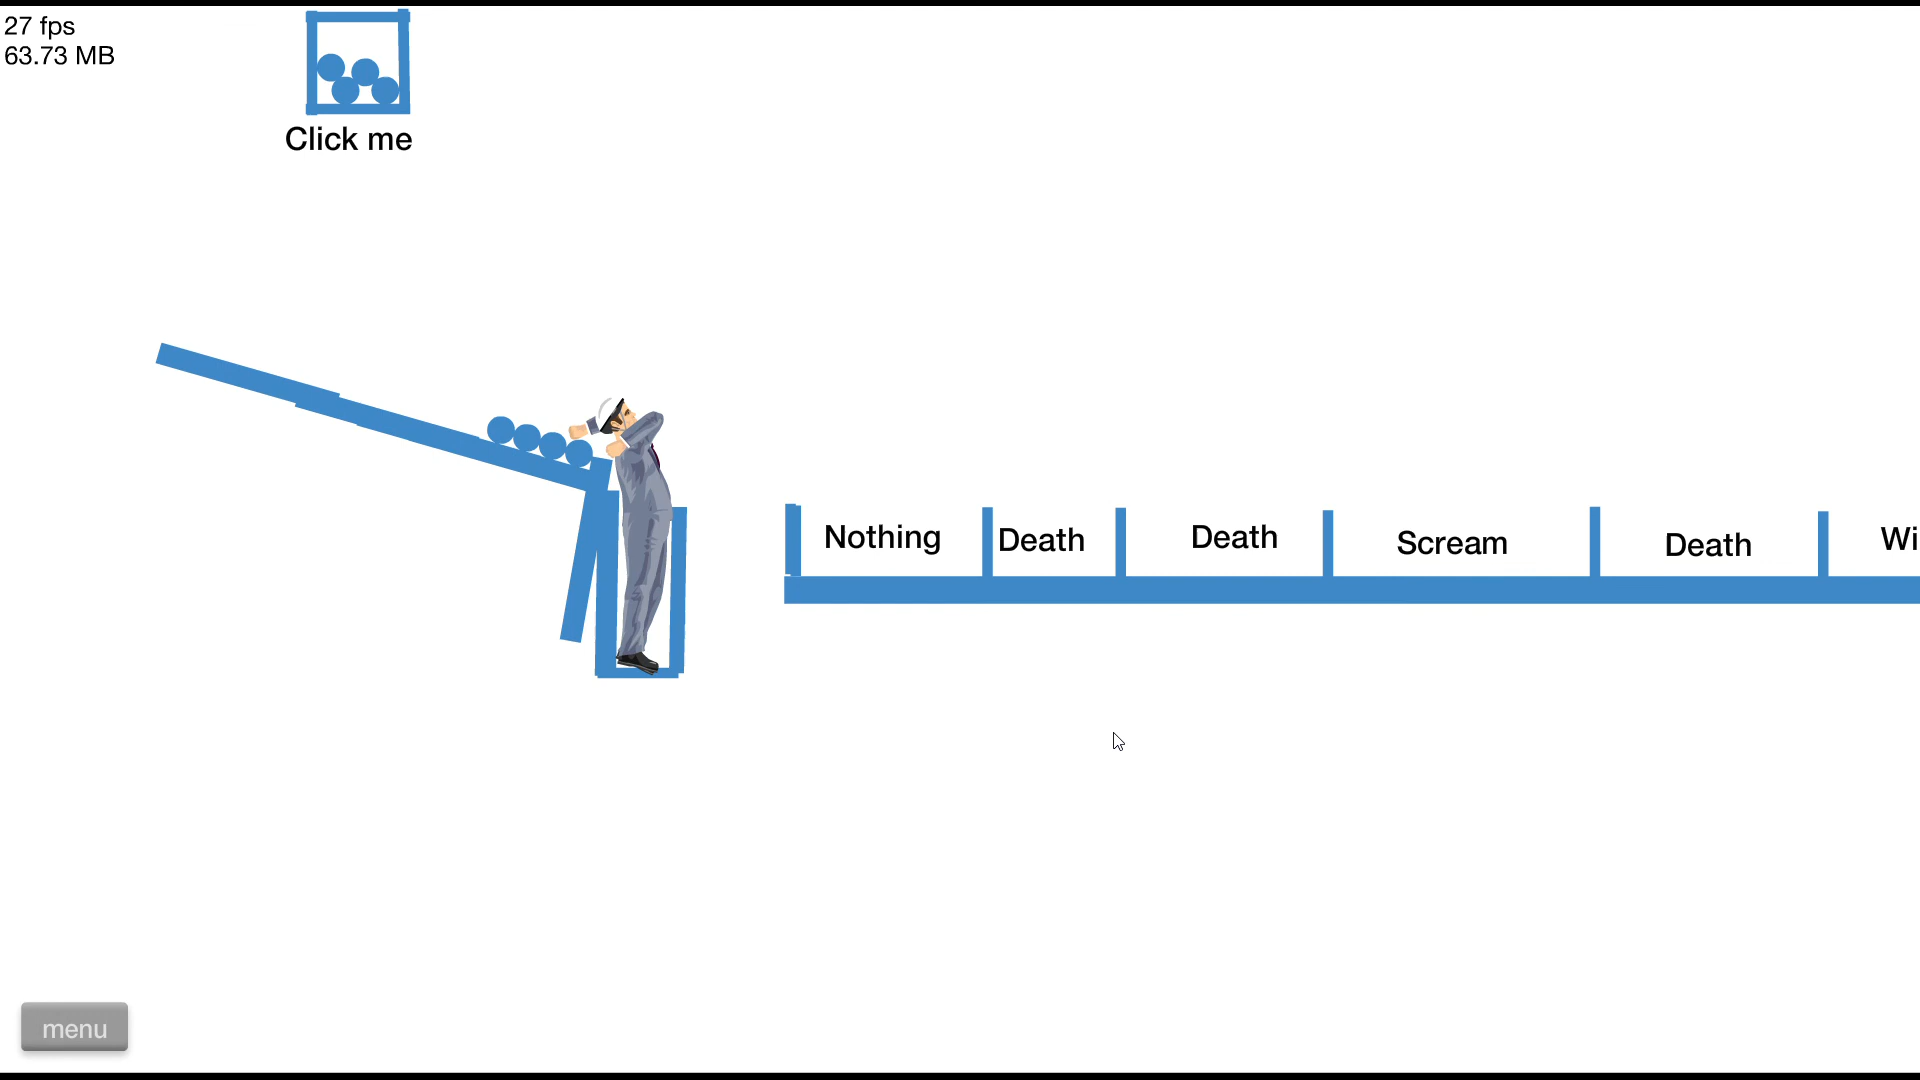 27 fps
63.73 MB
Click me
Nothing
Death
Death
Scream
Death
Wi
menu